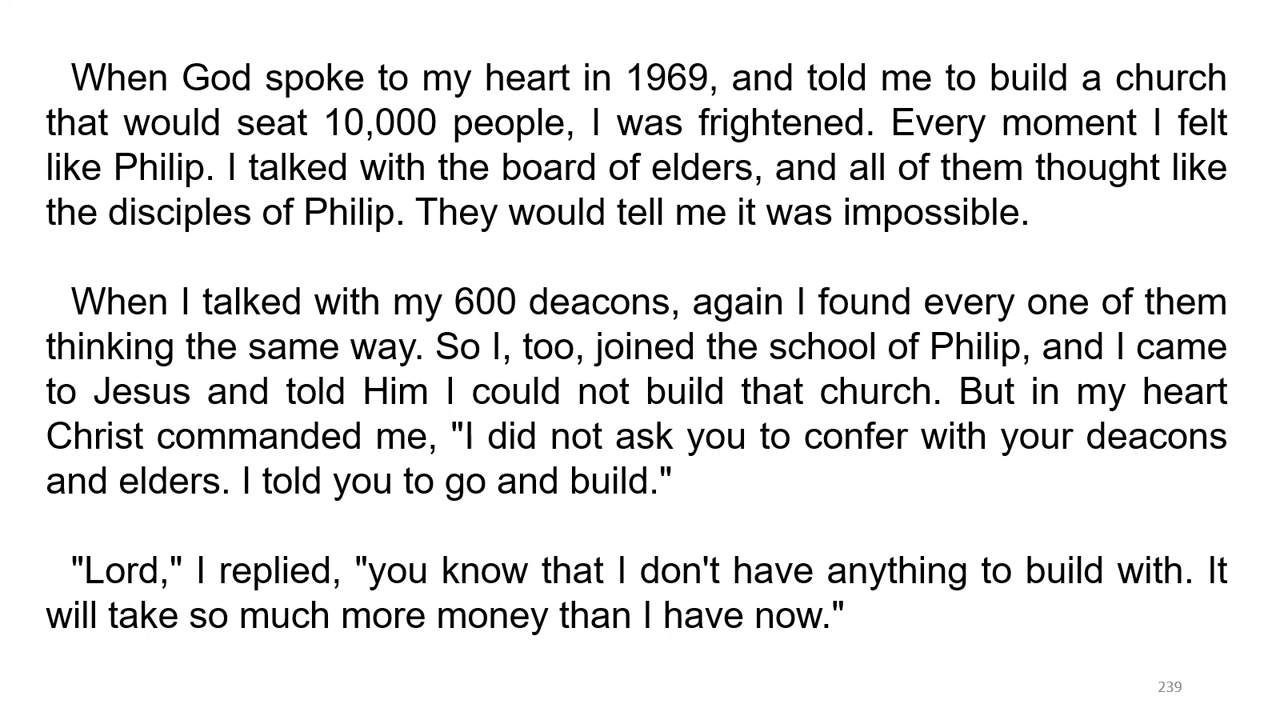 When God spoke to my heart in 1969, and told me to build a church
that would seat 10,000 people, I was frightened. Every moment I felt
like Philip. I talked with the board of elders, and all of them thought like
the disciples of Philip. They would tell me it was impossible.
When I talked with my 600 deacons, again I found every one of them
thinking the same way. So I, too, joined the school of Philip, and I came
to Jesus and told Him I could not build that church. But in my heart
Christ commanded me, "I did not ask you to confer with your deacons
and elders. I told you to go and build."
"Lord," I replied, "you know that I don't have anything to build with. It
will take so much more money than I have now."
239